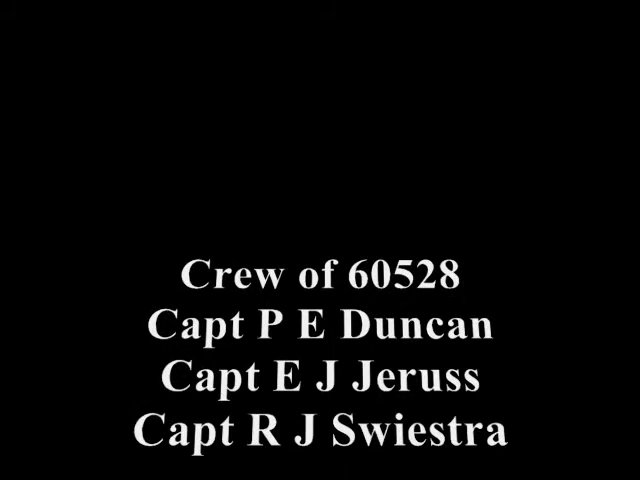 Crew of 60528
Capt P E Duncan
Capt E J Jeruss
Capt R J Swiestra